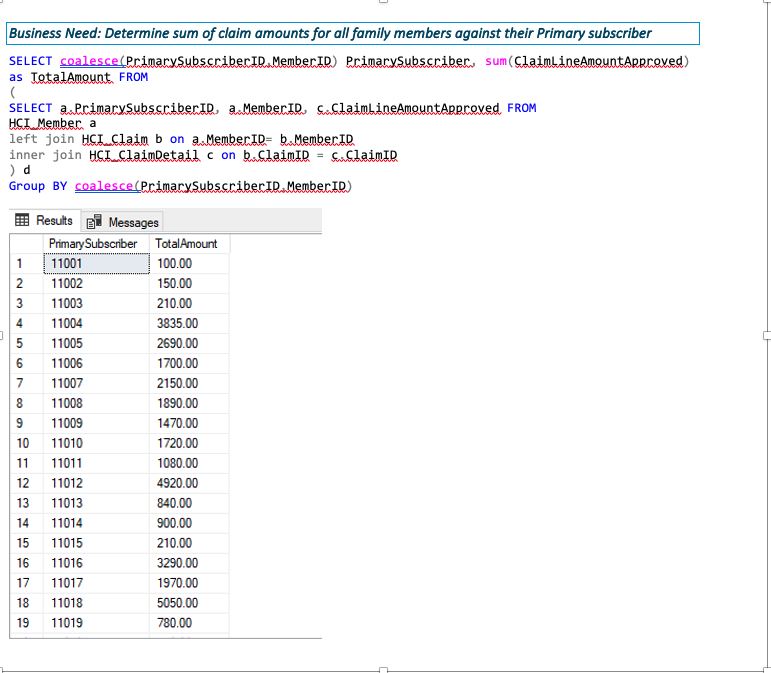 Business Need: Determine sum of claim amounts for all family members against their Primary subscriber
SELECT coalesce(PrimarySubscriberID,MemberID) PrimarySubscriber, sum(ClaimLineAmountApproved)
as TotalAmount FROM
(
SELECT a.PrimarySubscriberID, a.MemberID, c.ClaimLineAmountApproved FROM
HCI_Member a
left join HCI_Claim b on a.MemberID= b.MemberID
inner join HCI_ClaimDetail c on b.ClaimID = c.ClaimID
) d
Group BY coalesce(PrimarySubscriberID,MemberID)
Results Messages
PrimarySubscriber TotalAmount
1 11001 100.00
2 11002 150.00
3 11003 210.00
4 11004 3835.00
5 11005 2690.00
6 11006 1700.00
7 11007 2150.00
8 11008 1890.00
9 11009 1470.00
10 11010 1720.00
11 11011 1080.00
12 11012 4920.00
13 11013 840.00
14 11014 900.00
15 11015 210.00
16 11016 3290.00
17 11017 1970.00
18 11018 5050.00
19 11019 780.00